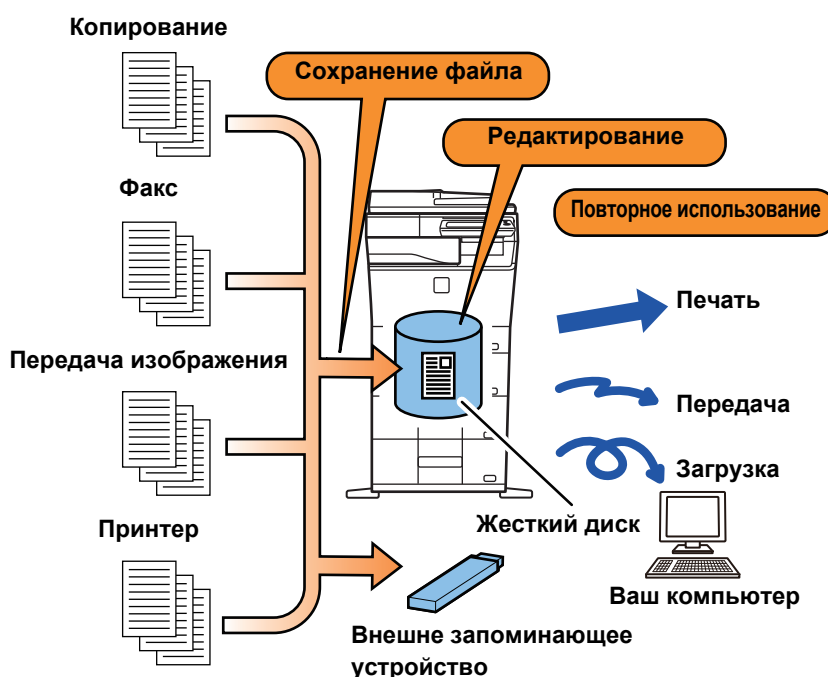 Копирование
Сохранение файла
Редактирование
Факс
Повторное использование
Печать
Передача изображения
Передача
Загрузка
Принтер
Жесткий диск
Ваш компьютер
Внешне запоминающее
устройство